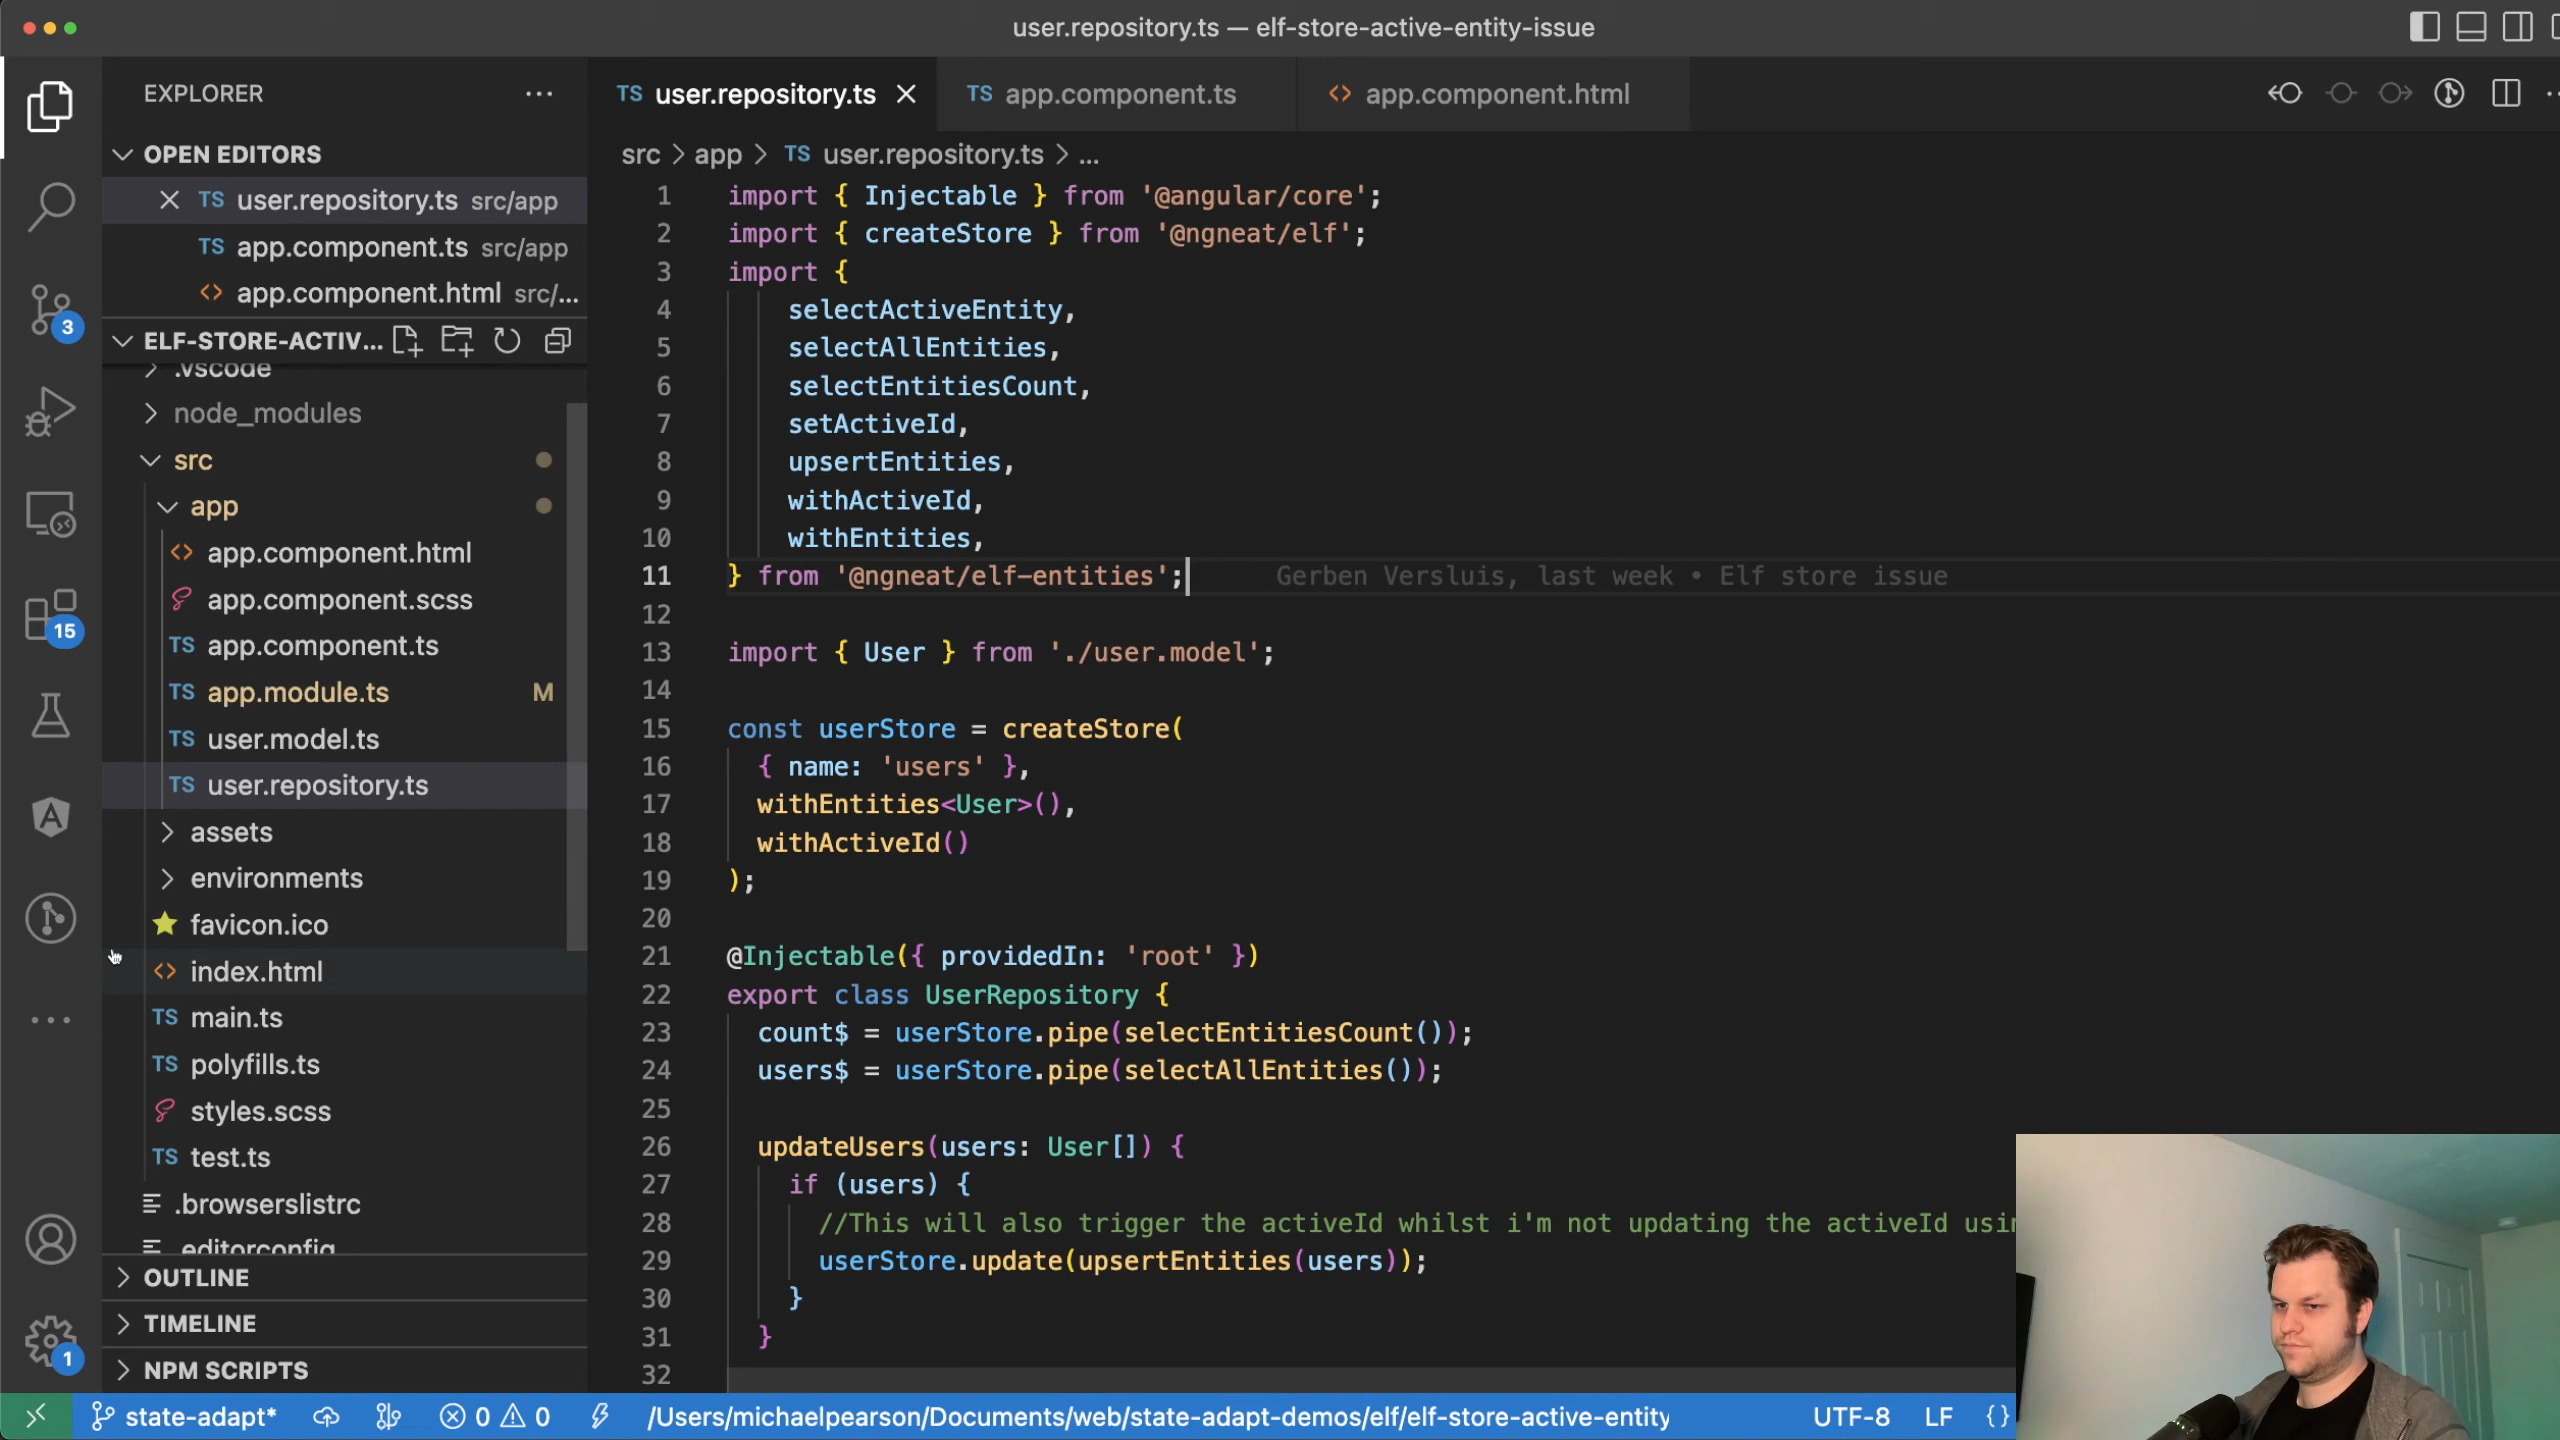 user.repository.ts — elf-store-active-entity-issue
EXPLORER
OPEN EDITORS
user.repository.ts src/app
app.component.ts src/app
app.component.html src/...
ELF-STORE-ACTIV...
.vscode
node_modules
src
app
app.component.html
app.component.scss
app.component.ts
app.module.ts M
user.model.ts
user.repository.ts
assets
environments
favicon.ico
index.html
main.ts
polyfills.ts
styles.scss
test.ts
.browserslistrc
.editorconfig
OUTLINE
TIMELINE
NPM SCRIPTS
3
15
1
TS user.repository.ts
TS app.component.ts
<> app.component.html
src > app > TS user.repository.ts > ...
1 import { Injectable } from '@angular/core';
2 import { createStore } from '@ngneat/elf';
3 import {
4 selectActiveEntity,
5 selectAllEntities,
6 selectEntitiesCount,
7 setActiveId,
8 upsertEntities,
9 withActiveId,
10 withEntities,
11 } from '@ngneat/elf-entities'; Gerben Versluis, last week • Elf store issue
12
13 import { User } from './user.model';
14
15 const userStore = createStore(
16 { name: 'users' },
17 withEntities<User>(),
18 withActiveId()
19 );
20
21 @Injectable({ providedIn: 'root' })
22 export class UserRepository {
23 count$ = userStore.pipe(selectEntitiesCount());
24 users$ = userStore.pipe(selectAllEntities());
25
26 updateUsers(users: User[]) {
27 if (users) {
28 //This will also trigger the activeId whilst i'm not updating the activeId usin
29 userStore.update(upsertEntities(users));
30 }
31 }
32
state-adapt* 0 0 /Users/michaelpearson/Documents/web/state-adapt-demos/elf/elf-store-active-entity UTF-8 LF {}